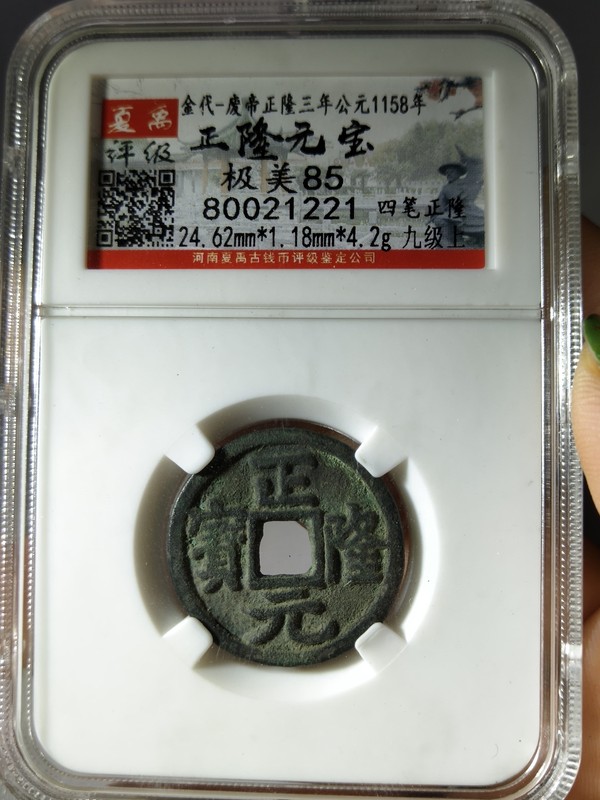 夏禹
评级
金代-废帝正隆三年公元1158年
正隆元宝
极美85
80021221 四笔正隆
24.62mm*1.18mm*4.2g 九级上
河南夏禹古钱币评级鉴定公司
正隆元寶